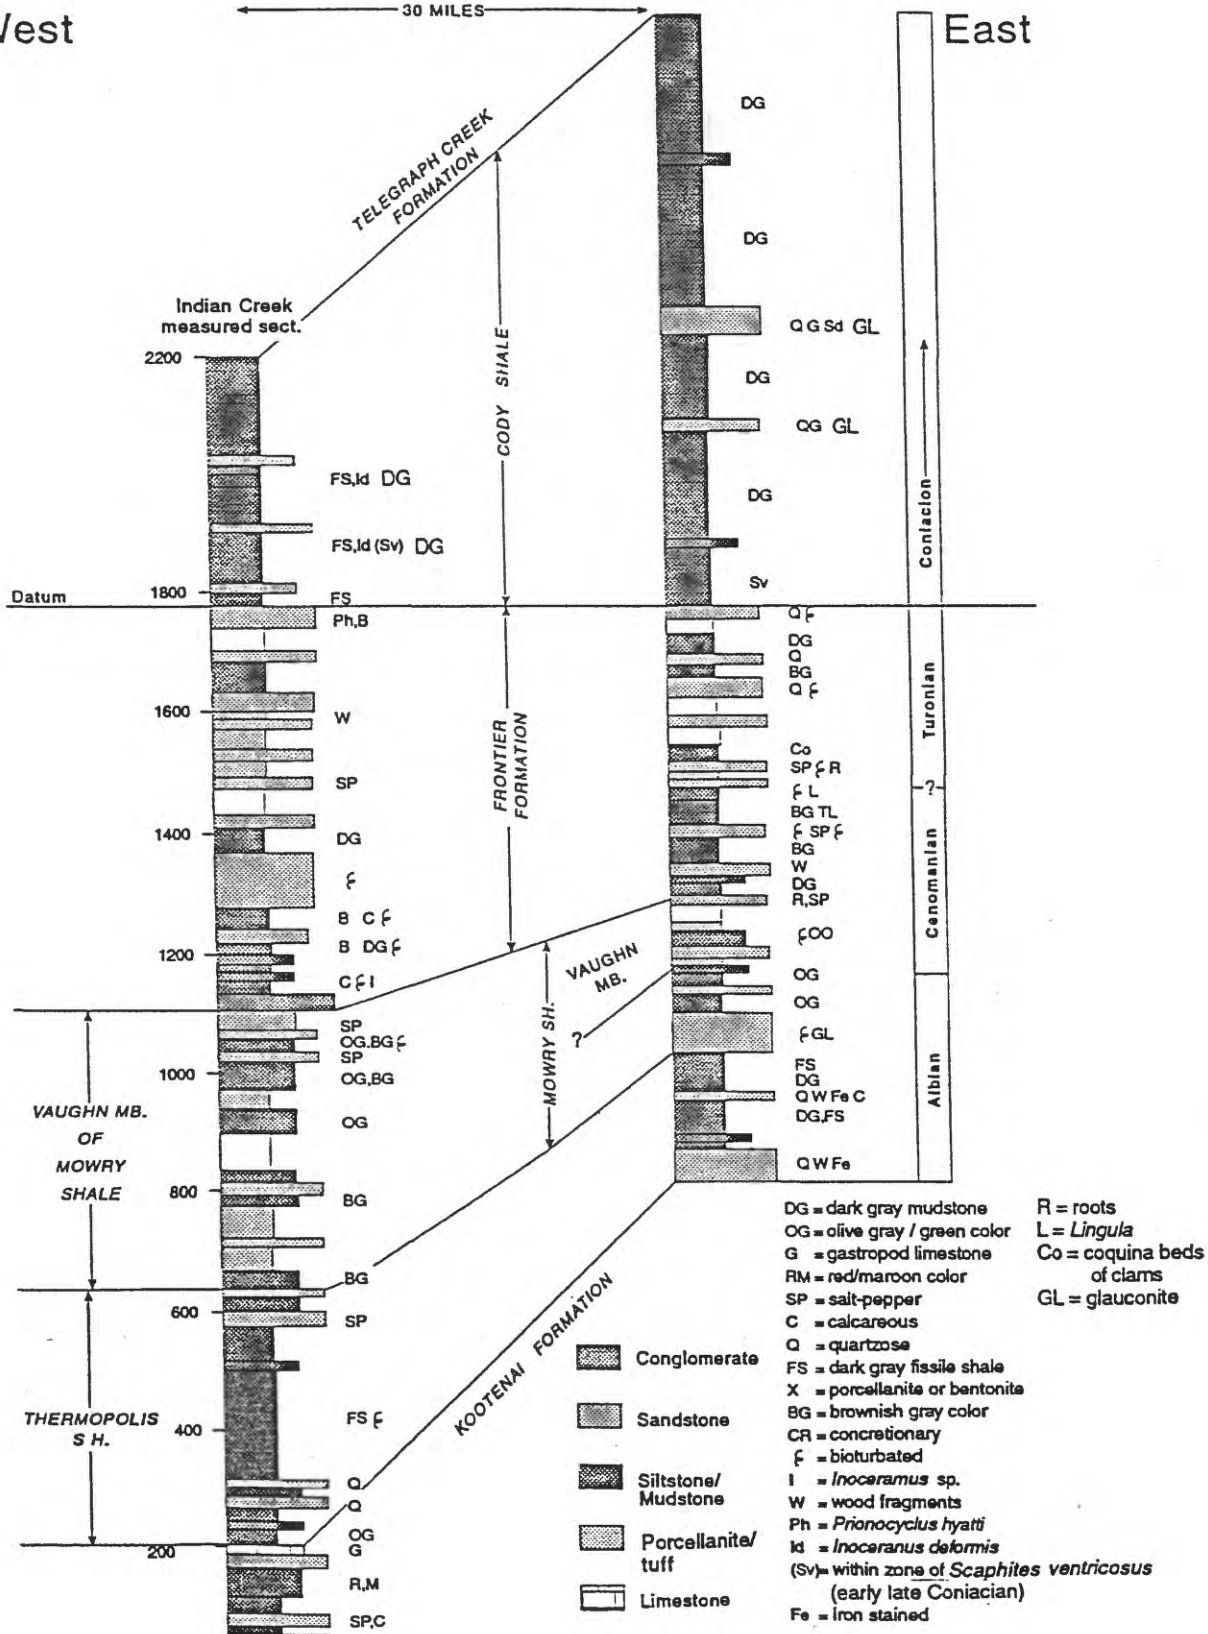 West
30 MILES
East
TELEGRAPH CREEK
FORMATION
Indian Creek
measured sect.
2200
FS,Id DG
FS,Id (Sv) DG
1800
Datum
FS
Ph,B
1600
W
SP
1400
DG
B C
B DG
1200
C I
SP
OG.BG
SP
1000
OG,BG
OG
800
BG
BG
600
SP
FS
400
Q
Q
OG
200
G
R,M
SP,C
VAUGHN MB.
OF
MOWRY
SHALE
THERMOPOLIS
SH.
CODY SHALE
FRONTIER
FORMATION
VAUGHN
MB.
?
MOWRY SH.
KOOTENAI FORMATION
DG
DG
Q G Sd GL
DG
QG GL
DG
Sv
Q
DG
Q
BG
Q
Co
SP R
L
BG TL
SP
BG
W
DG
R,SP
OO
OG
OG
GL
FS
DG
Q W Fe C
DG,FS
Q W Fe
Coniacion
Turonian
?
Cenomanian
Albian
Conglomerate
Sandstone
Siltstone/
Mudstone
Porcellanite/
tuff
Limestone
DG = dark gray mudstone
OG = olive gray / green color
G = gastropod limestone
RM = red/maroon color
SP = salt-pepper
C = calcareous
Q = quartzose
FS = dark gray fissile shale
X = porcellanite or bentonite
BG = brownish gray color
CR = concretionary
= bioturbated
I = Inoceramus sp.
W = wood fragments
Ph = Prionocyclus hyatti
Id = Inoceranus deformis
(Sv)= within zone of Scaphites ventricosus
(early late Coniacian)
Fe = Iron stained
R = roots
L = Lingula
Co = coquina beds
of clams
GL = glauconite